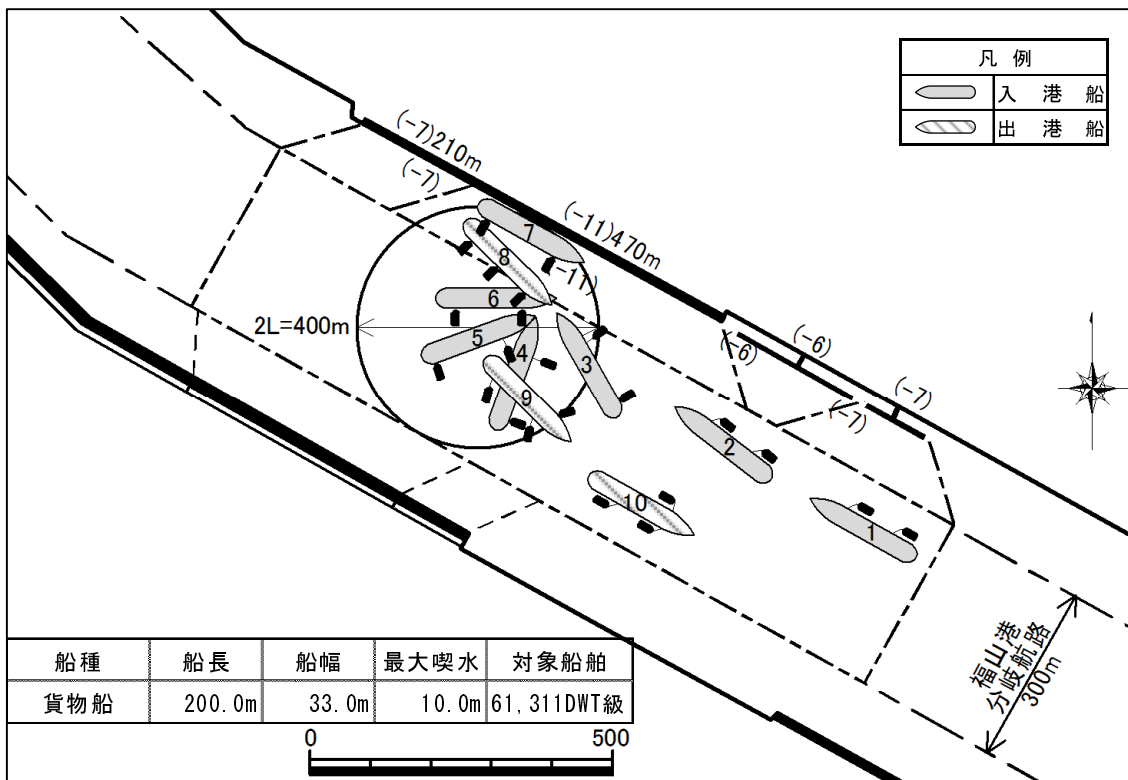 凡 例
入 港 船
出 港 船
(-7)210m
(-7)
(-11)470m
7
8
(-11)
6
2L=400m
5
4
3
9
(-6)
(-6)
(-7)
(-7)
2
10
1
福山港
分岐航路
300m
船種 船長 船幅 最大喫水 対象船舶
貨物船 200.0m 33.0m 10.0m 61,311DWT級
0 500